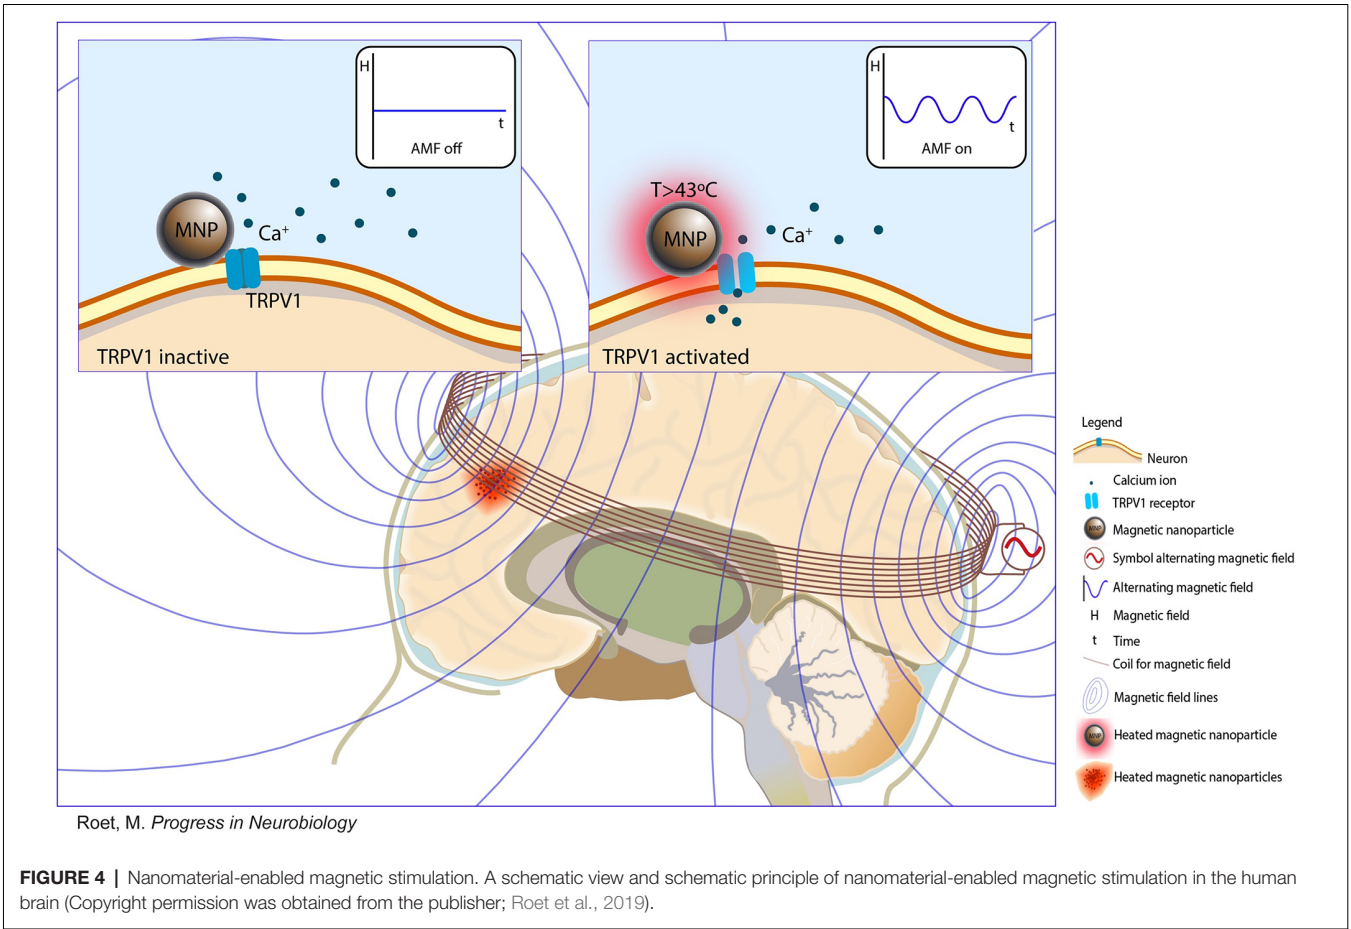 H
t
AMF off
MNP
Ca⁺
TRPV1
TRPV1 inactive
H
t
AMF on
T>43ºC
MNP
Ca⁺
TRPV1 activated
Legend
Neuron
Calcium ion
TRPV1 receptor
MNP Magnetic nanoparticle
Symbol alternating magnetic field
Alternating magnetic field
H Magnetic field
t Time
Coil for magnetic field
Magnetic field lines
MNP Heated magnetic nanoparticle
Heated magnetic nanoparticles
Roet, M. Progress in Neurobiology
FIGURE 4 | Nanomaterial-enabled magnetic stimulation. A schematic view and schematic principle of nanomaterial-enabled magnetic stimulation in the human
brain (Copyright permission was obtained from the publisher; Roet et al., 2019).